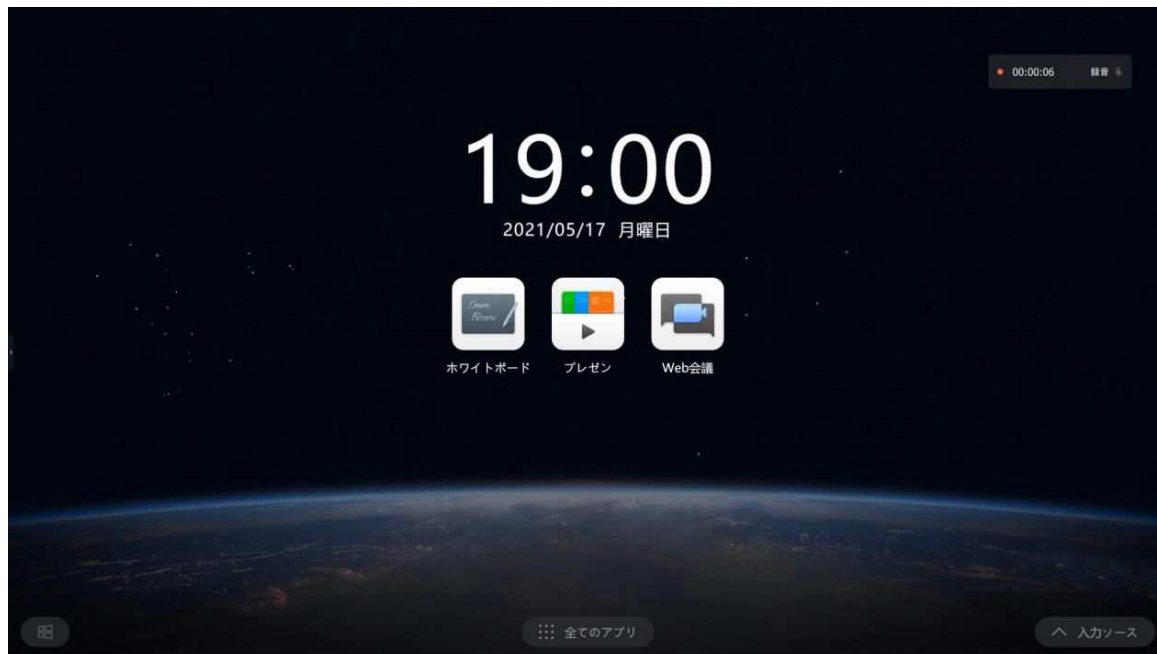 00:00:06 録音
19:00
2021/05/17 月曜日
Dream
Future
ホワイトボード
プレゼン
Web会議
全てのアプリ
入力ソース